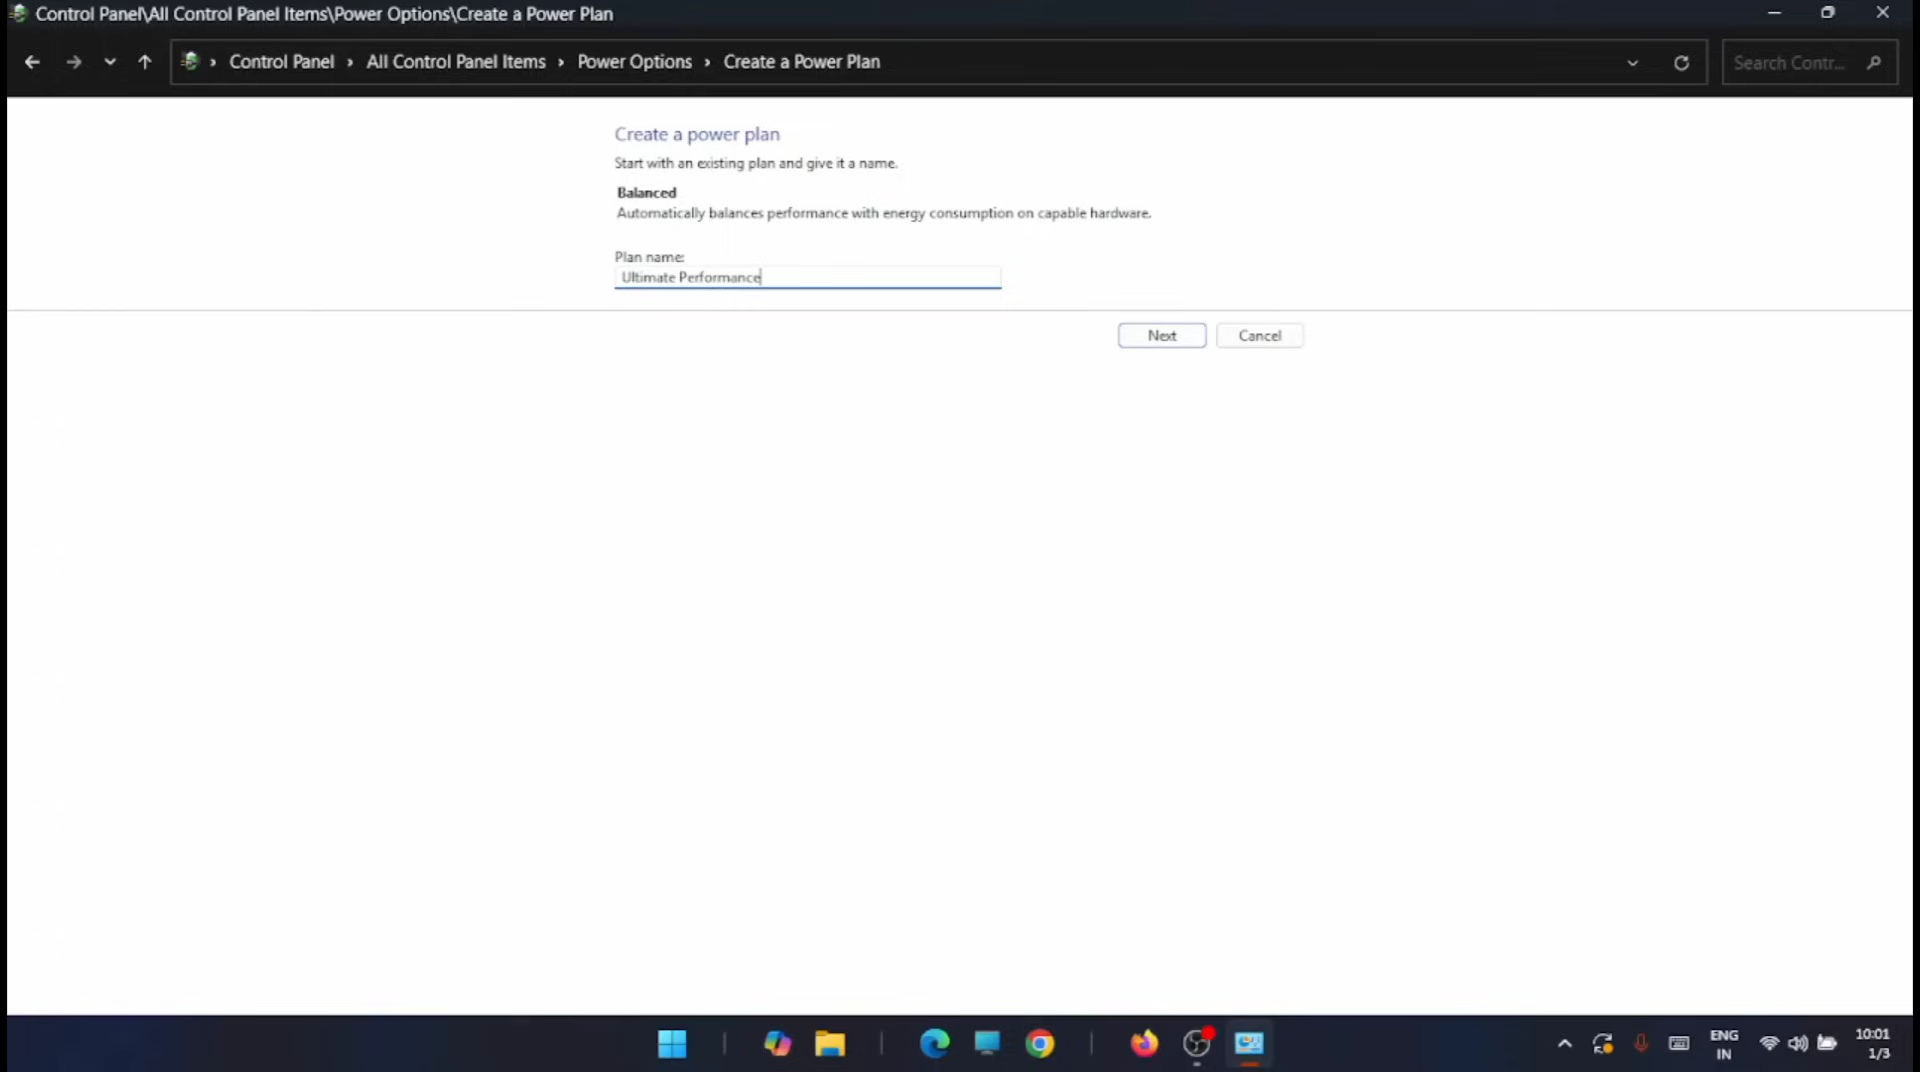 Control Panel\All Control Panel Items\Power Options\Create a Power Plan
Control Panel › All Control Panel Items › Power Options › Create a Power Plan
Search Contr...
Create a power plan
Start with an existing plan and give it a name.
Balanced
Automatically balances performance with energy consumption on capable hardware.
Plan name:
Ultimate Performance
Next
Cancel
ENG
IN
10:01
1/3